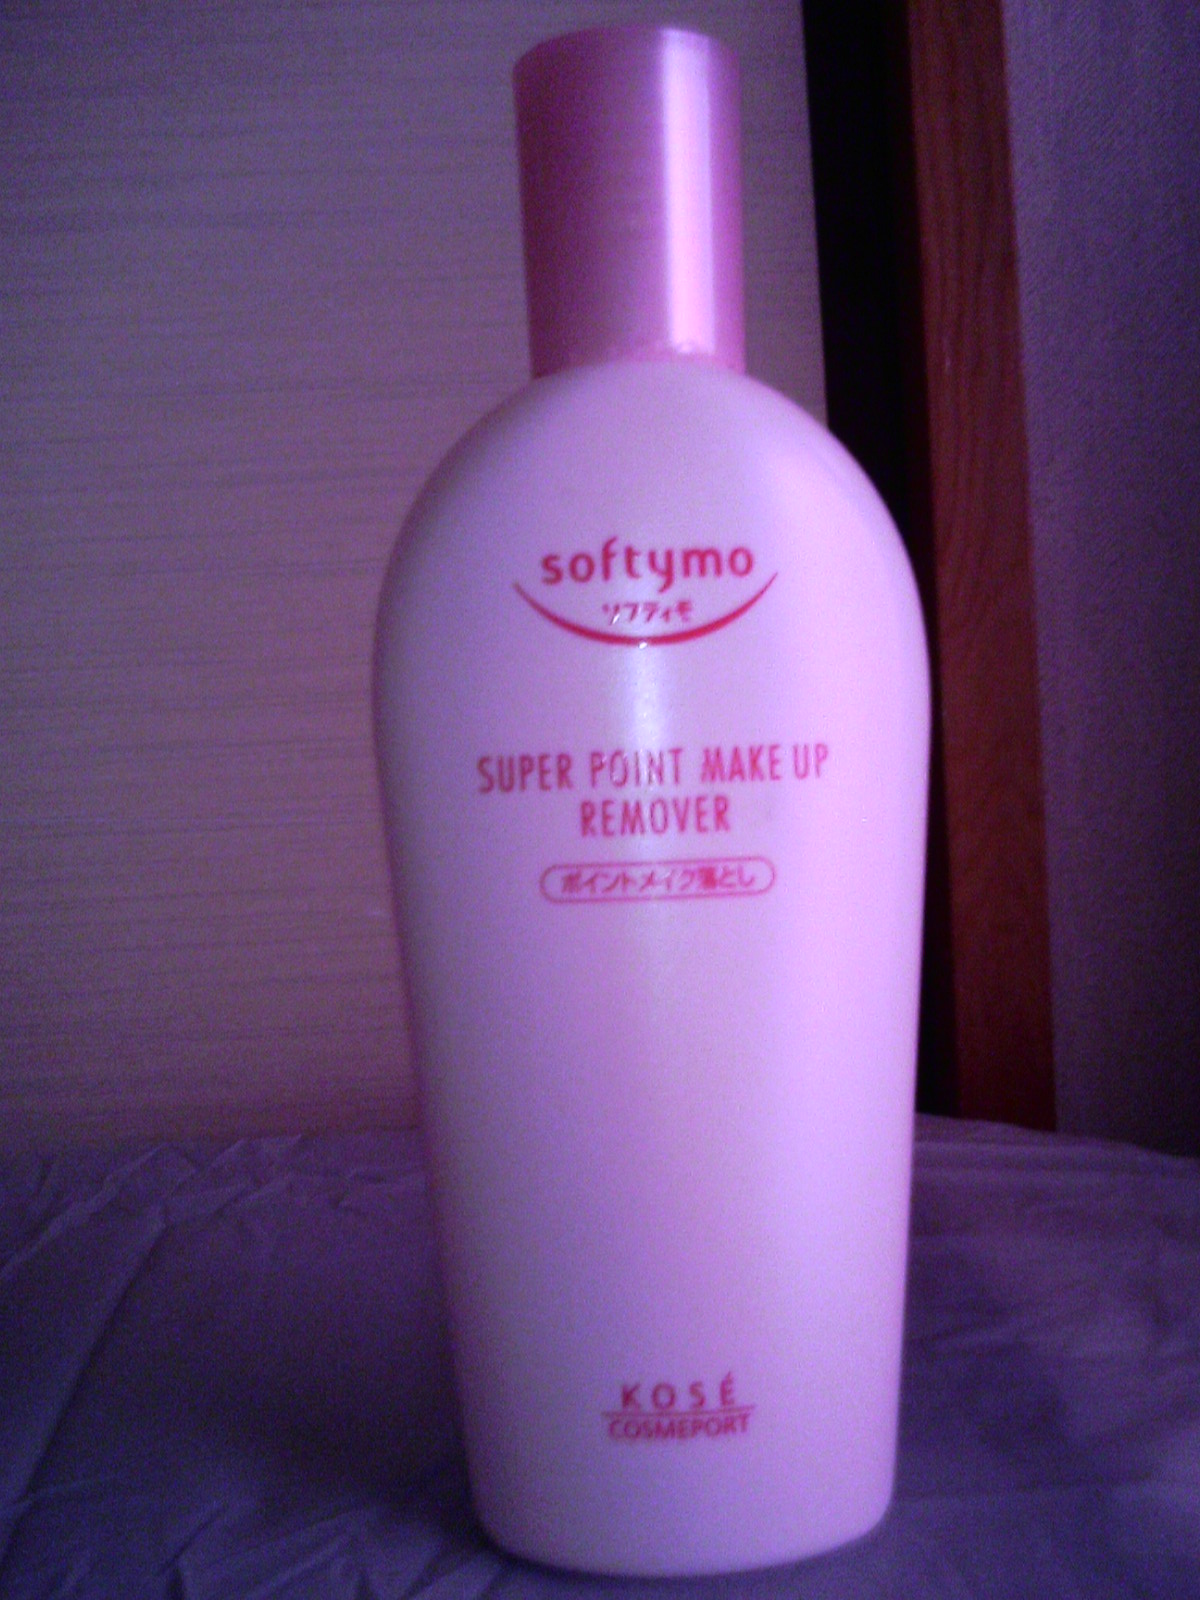 softymo
ソフティモ
SUPER POINT MAKE UP
REMOVER
ポイントメイク落とし
KOSÉ
COSMEPORT